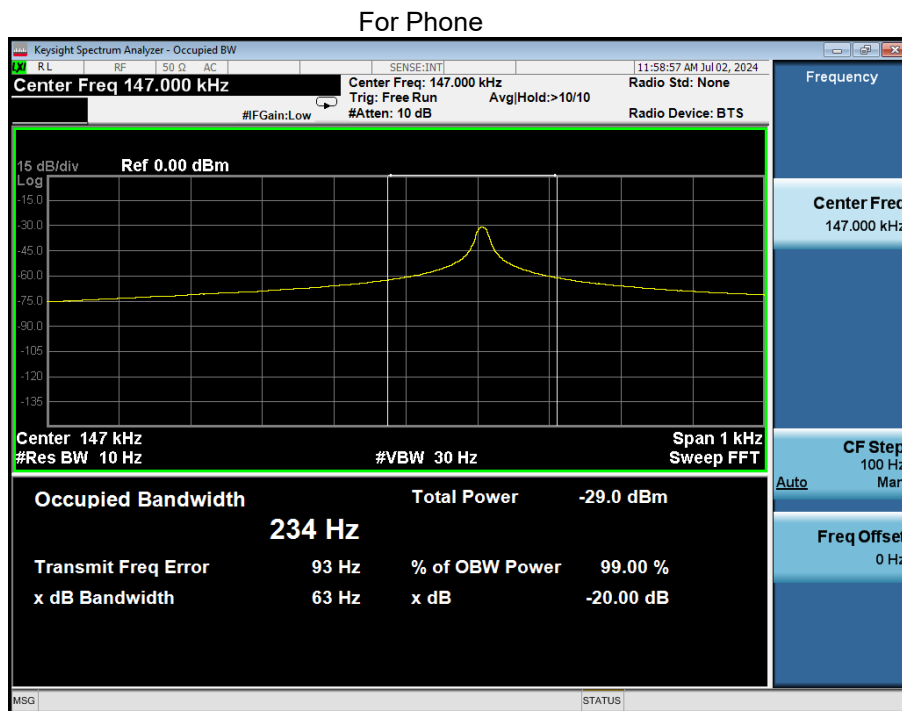 For Phone
Keysight Spectrum Analyzer - Occupied BW
LXI RL RF 50 Ω AC SENSE:INT 11:58:57 AM Jul 02, 2024
Center Freq 147.000 kHz
Center Freq: 147.000 kHz Radio Std: None
Trig: Free Run Avg|Hold:>10/10
#IFGain:Low #Atten: 10 dB Radio Device: BTS
Frequency
15 dB/div Ref 0.00 dBm
Log
-15.0
-30.0
-45.0
-60.0
-75.0
-90.0
-105
-120
-135
Center 147 kHz Span 1 kHz
#Res BW 10 Hz #VBW 30 Hz Sweep FFT
Center Freq
147.000 kHz
CF Step
100 Hz
Auto Man
Freq Offset
0 Hz
Occupied Bandwidth Total Power -29.0 dBm
234 Hz
Transmit Freq Error 93 Hz % of OBW Power 99.00 %
x dB Bandwidth 63 Hz x dB -20.00 dB
MSG STATUS